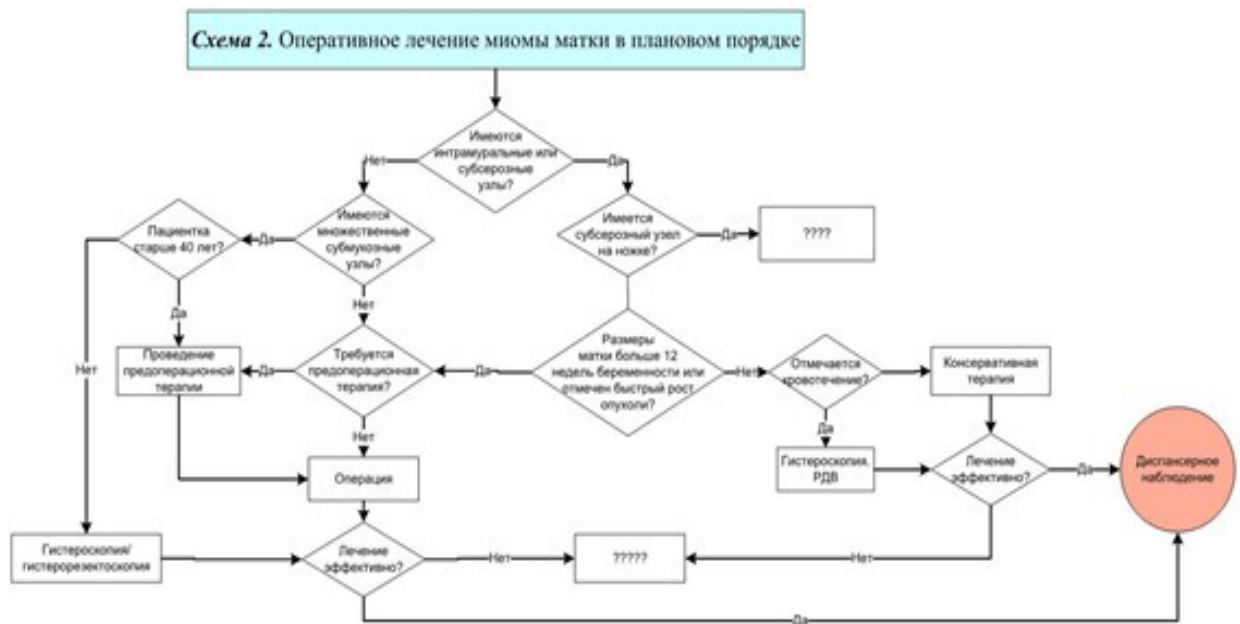 Схема 2. Оперативное лечение миомы матки в плановом порядке
Имеются
интрамуральные или
субсерозные
узлы?
Нет
Да
Пациентка
старше 40 лет?
Да
Имеются
множественные
субмукозные
узлы?
Имеется
субсерозный узел
на ножке?
Да
????
Да
Нет
Нет
Проведение
предоперационной
терапии
Да
Требуется
предоперационная
терапия?
Да
Размеры
матки больше 12
недель беременности или
отмечен быстрый рост
опухоли?
Нет
Отмечается
кровотечение?
Консервативная
терапия
Нет
Да
Операция
Гистероскопия,
РДВ
Лечение
эффективно?
Да
Диспансерное
наблюдение
Гистероскопия/
гистерорезектоскопия
Лечение
эффективно?
Нет
?????
Нет
Да